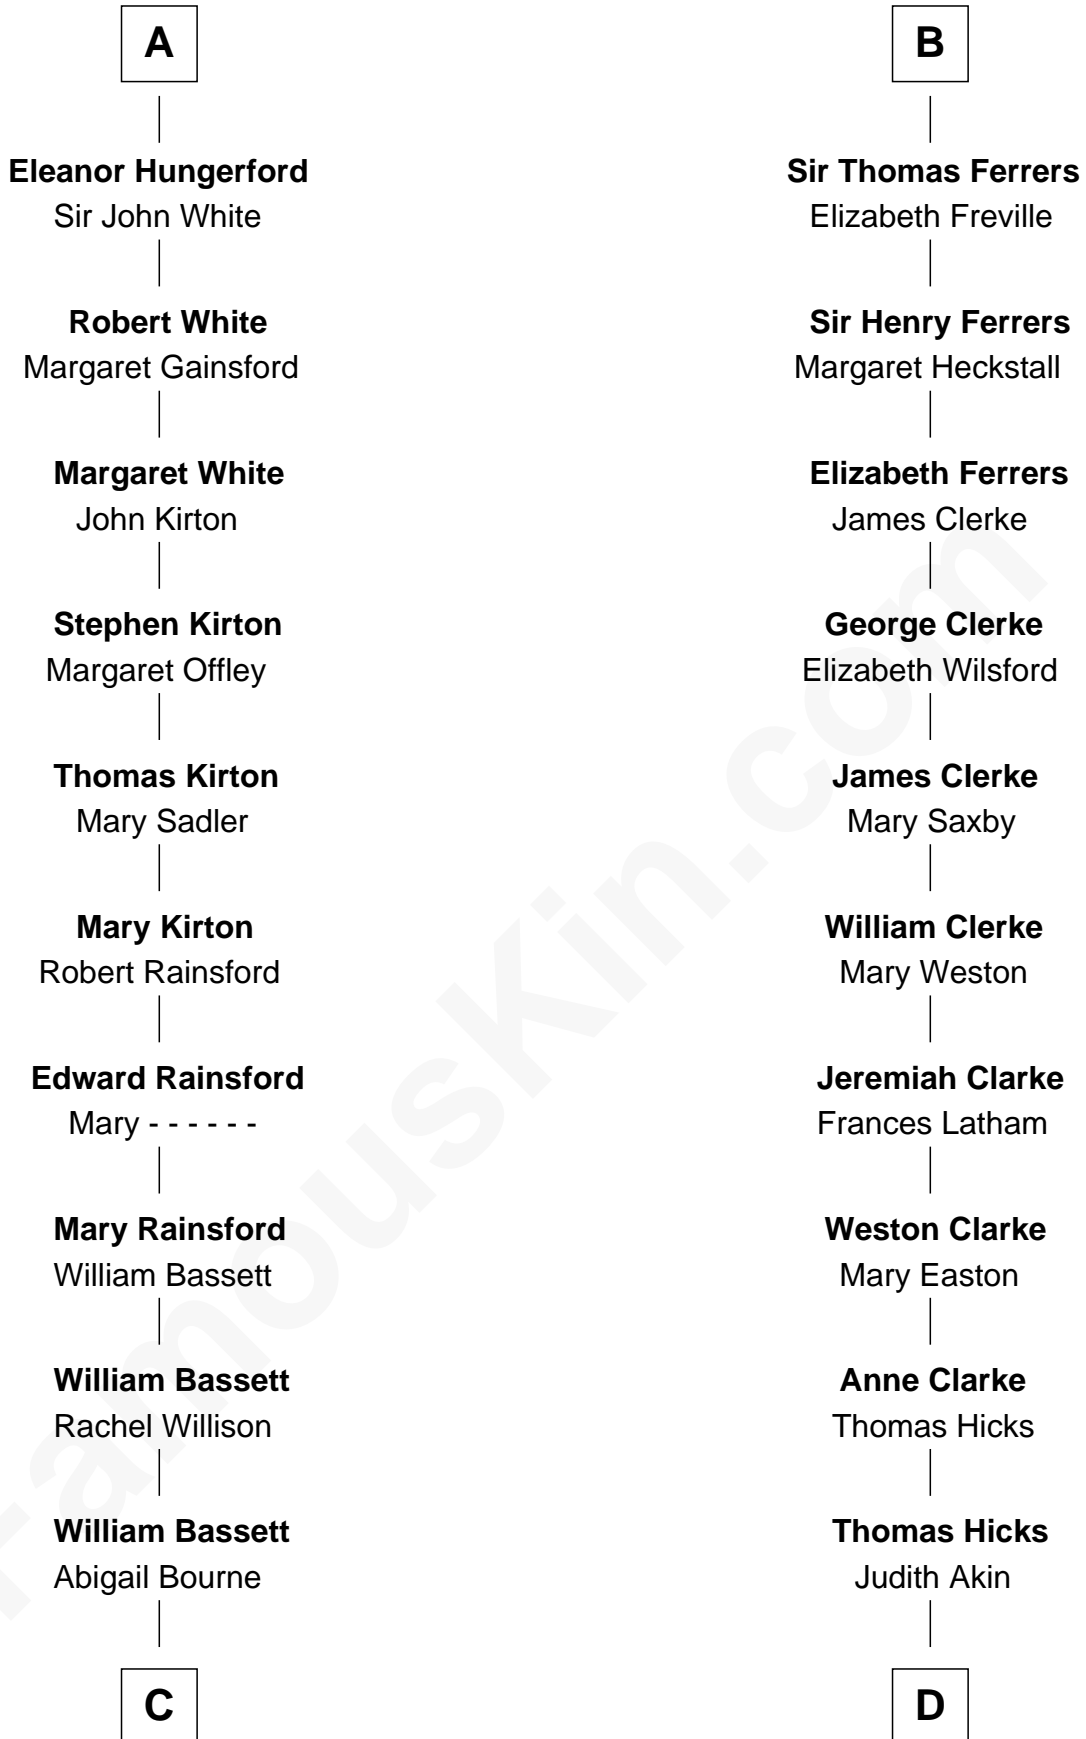 A
Eleanor Hungerford
Sir John White
Robert White
Margaret Gainsford
Margaret White
John Kirton
Stephen Kirton
Margaret Offley
Thomas Kirton
Mary Sadler
Mary Kirton
Robert Rainsford
Edward Rainsford
Mary - - - - - -
Mary Rainsford
William Bassett
William Bassett
Rachel Willison
William Bassett
Abigail Bourne
C
B
Sir Thomas Ferrers
Elizabeth Freville
Sir Henry Ferrers
Margaret Heckstall
Elizabeth Ferrers
James Clerke
George Clerke
Elizabeth Wilsford
James Clerke
Mary Saxby
William Clerke
Mary Weston
Jeremiah Clarke
Frances Latham
Weston Clarke
Mary Easton
Anne Clarke
Thomas Hicks
Thomas Hicks
Judith Akin
D
FamousKin.com